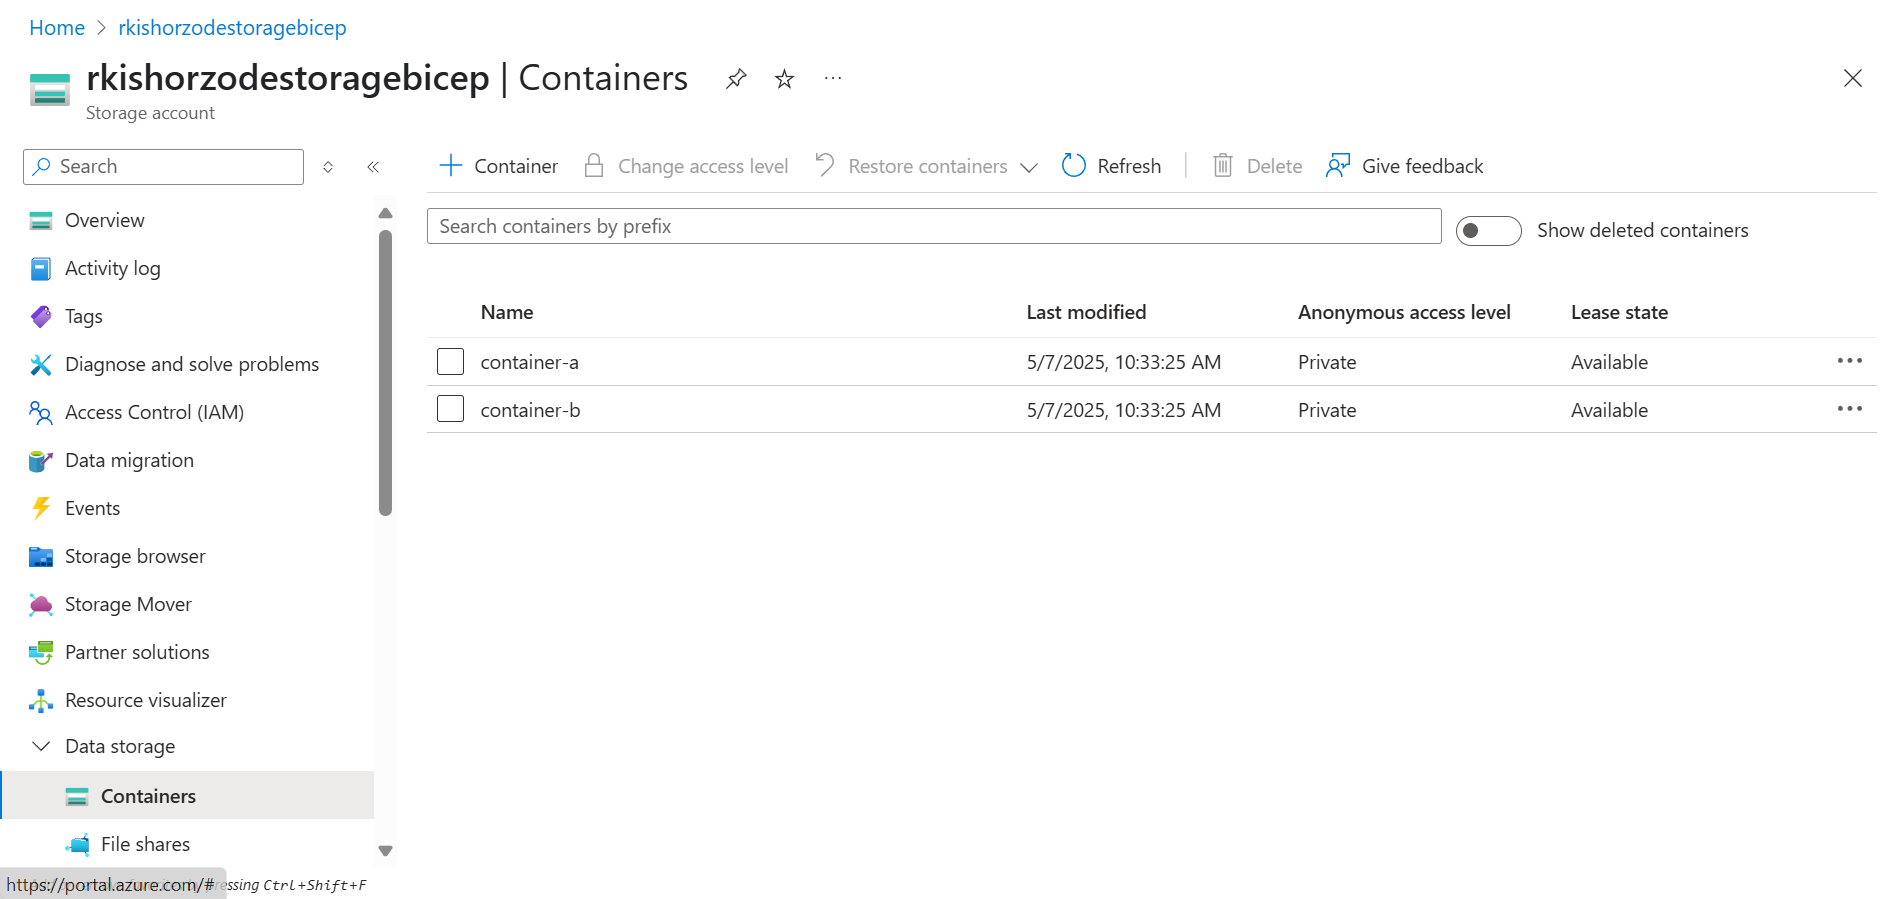 Home > rkishorzodestoragebicep
rkishorzodestoragebicep | Containers
Storage account
Search
Container Change access level Restore containers Refresh Delete Give feedback
Search containers by prefix
Show deleted containers
Overview
Activity log
Tags
Diagnose and solve problems
Access Control (IAM)
Data migration
Events
Storage browser
Storage Mover
Partner solutions
Resource visualizer
Data storage
Containers
File shares
Name Last modified Anonymous access level Lease state
container-a 5/7/2025, 10:33:25 AM Private Available
container-b 5/7/2025, 10:33:25 AM Private Available
https://portal.azure.com/#
Ctrl+Shift+F